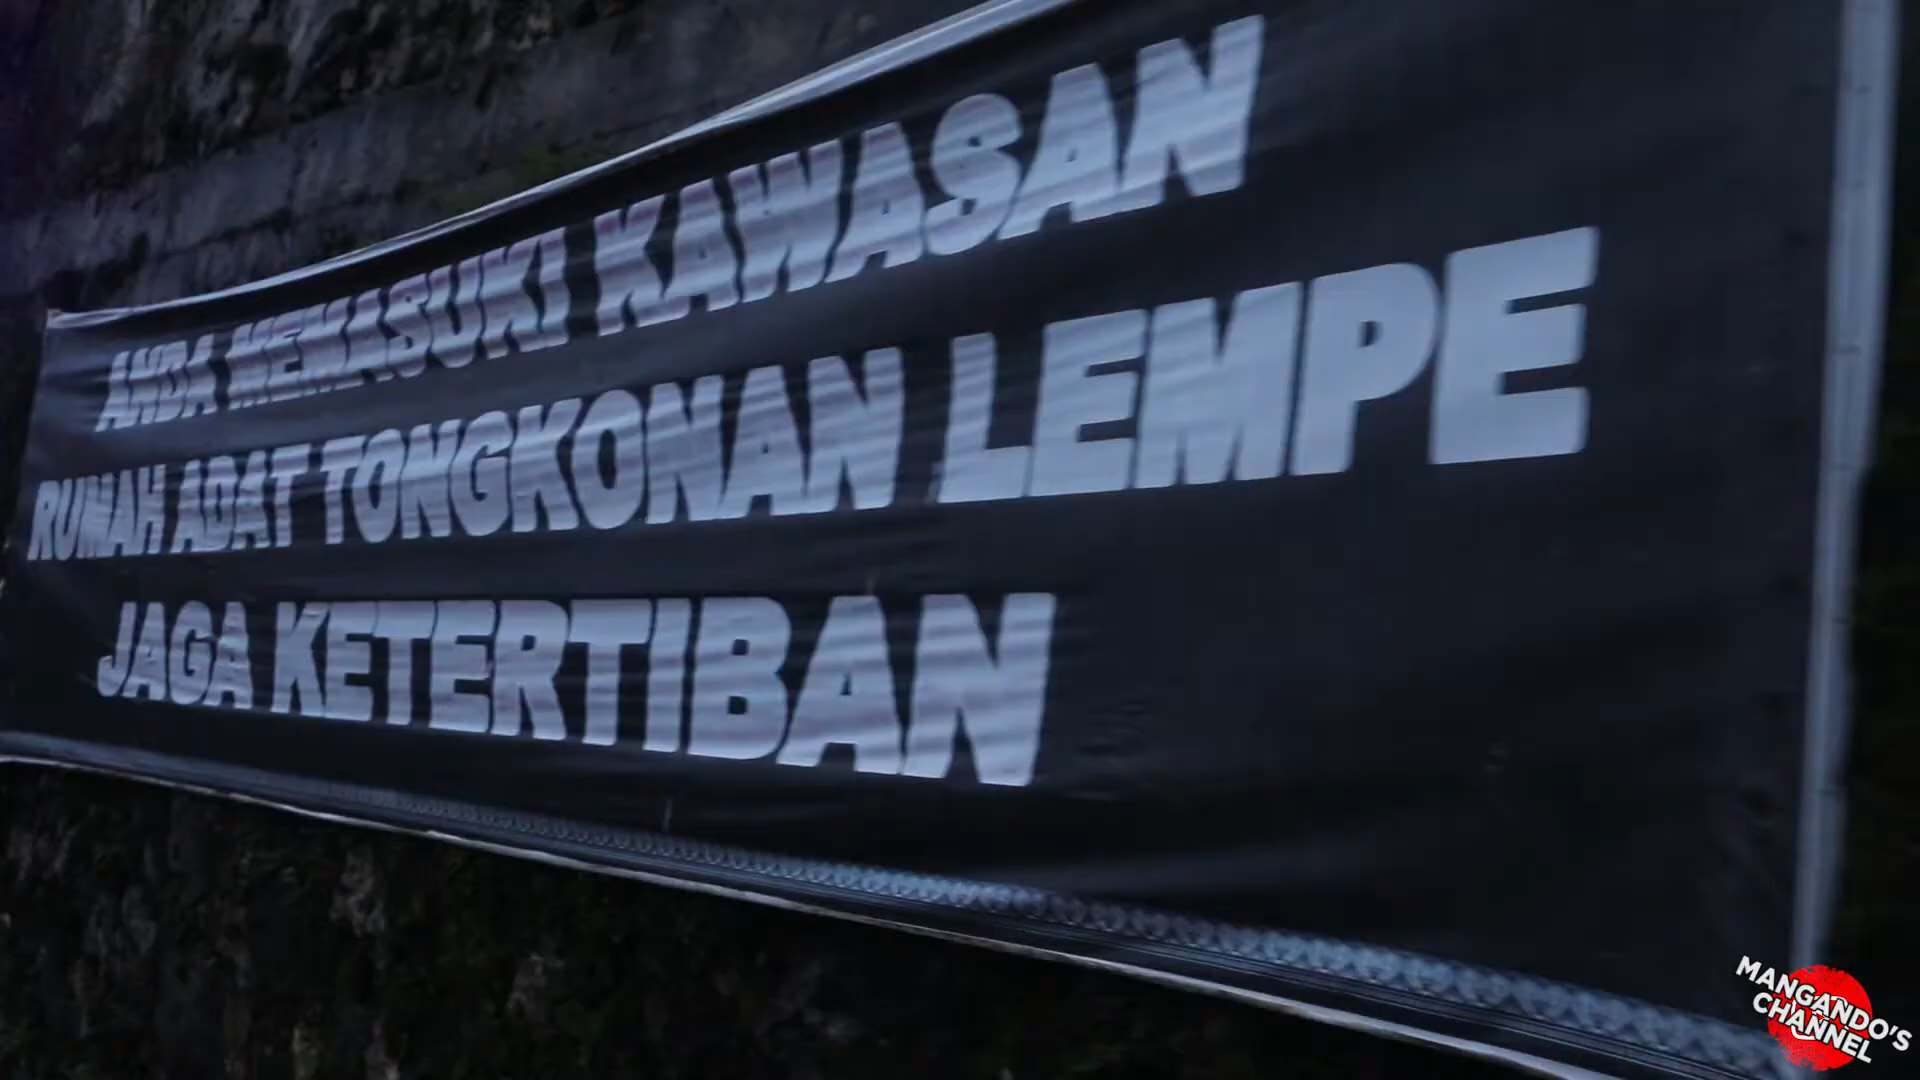 ANDA MEMASUKI KAWASAN
RUMAH ADAT TONGKONAN LEMPE
JAGA KETERTIBAN
MANGANDO'S
CHANNEL